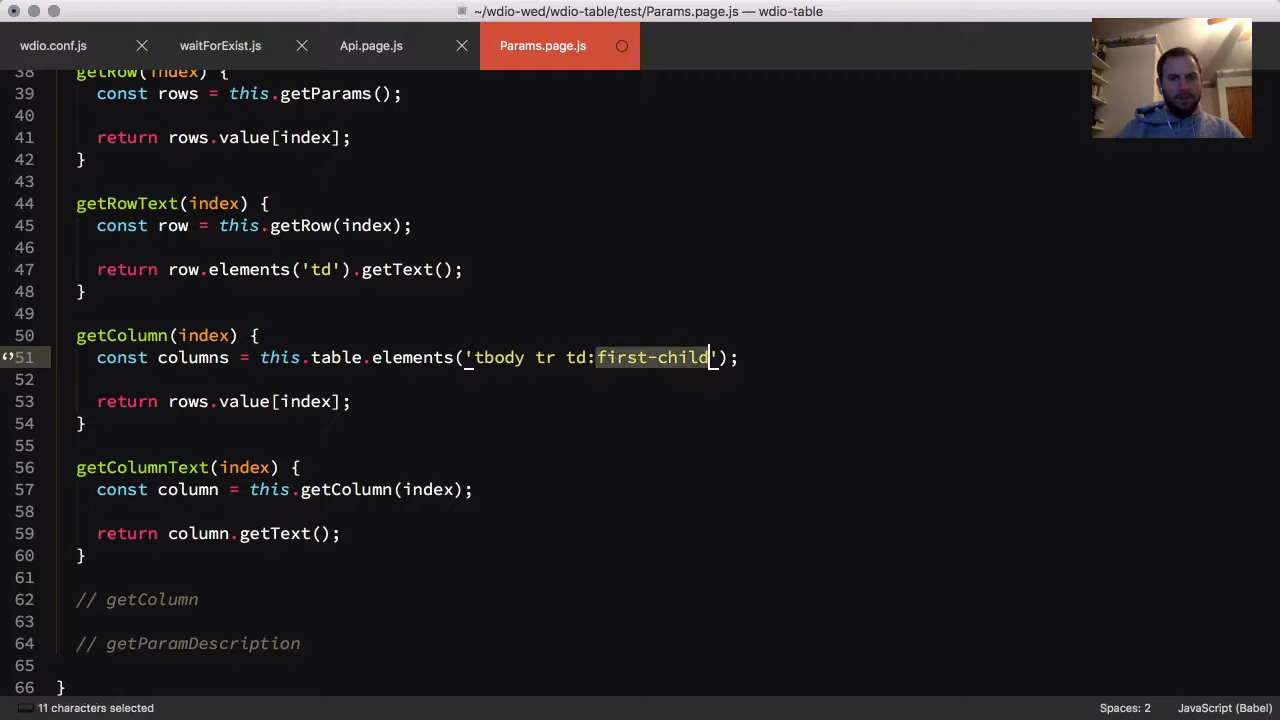 ~/wdio-wed/wdio-table/test/Params.page.js — wdio-table
wdio.conf.js
waitForExist.js
Api.page.js
Params.page.js
38 getRow(index) {
39 const rows = this.getParams();
40
41 return rows.value[index];
42 }
43
44 getRowText(index) {
45 const row = this.getRow(index);
46
47 return row.elements('td').getText();
48 }
49
50 getColumn(index) {
51 const columns = this.table.elements('tbody tr td:first-child');
52
53 return rows.value[index];
54 }
55
56 getColumnText(index) {
57 const column = this.getColumn(index);
58
59 return column.getText();
60 }
61
62 // getColumn
63
64 // getParamDescription
65
66 }
11 characters selected
Spaces: 2
JavaScript (Babel)